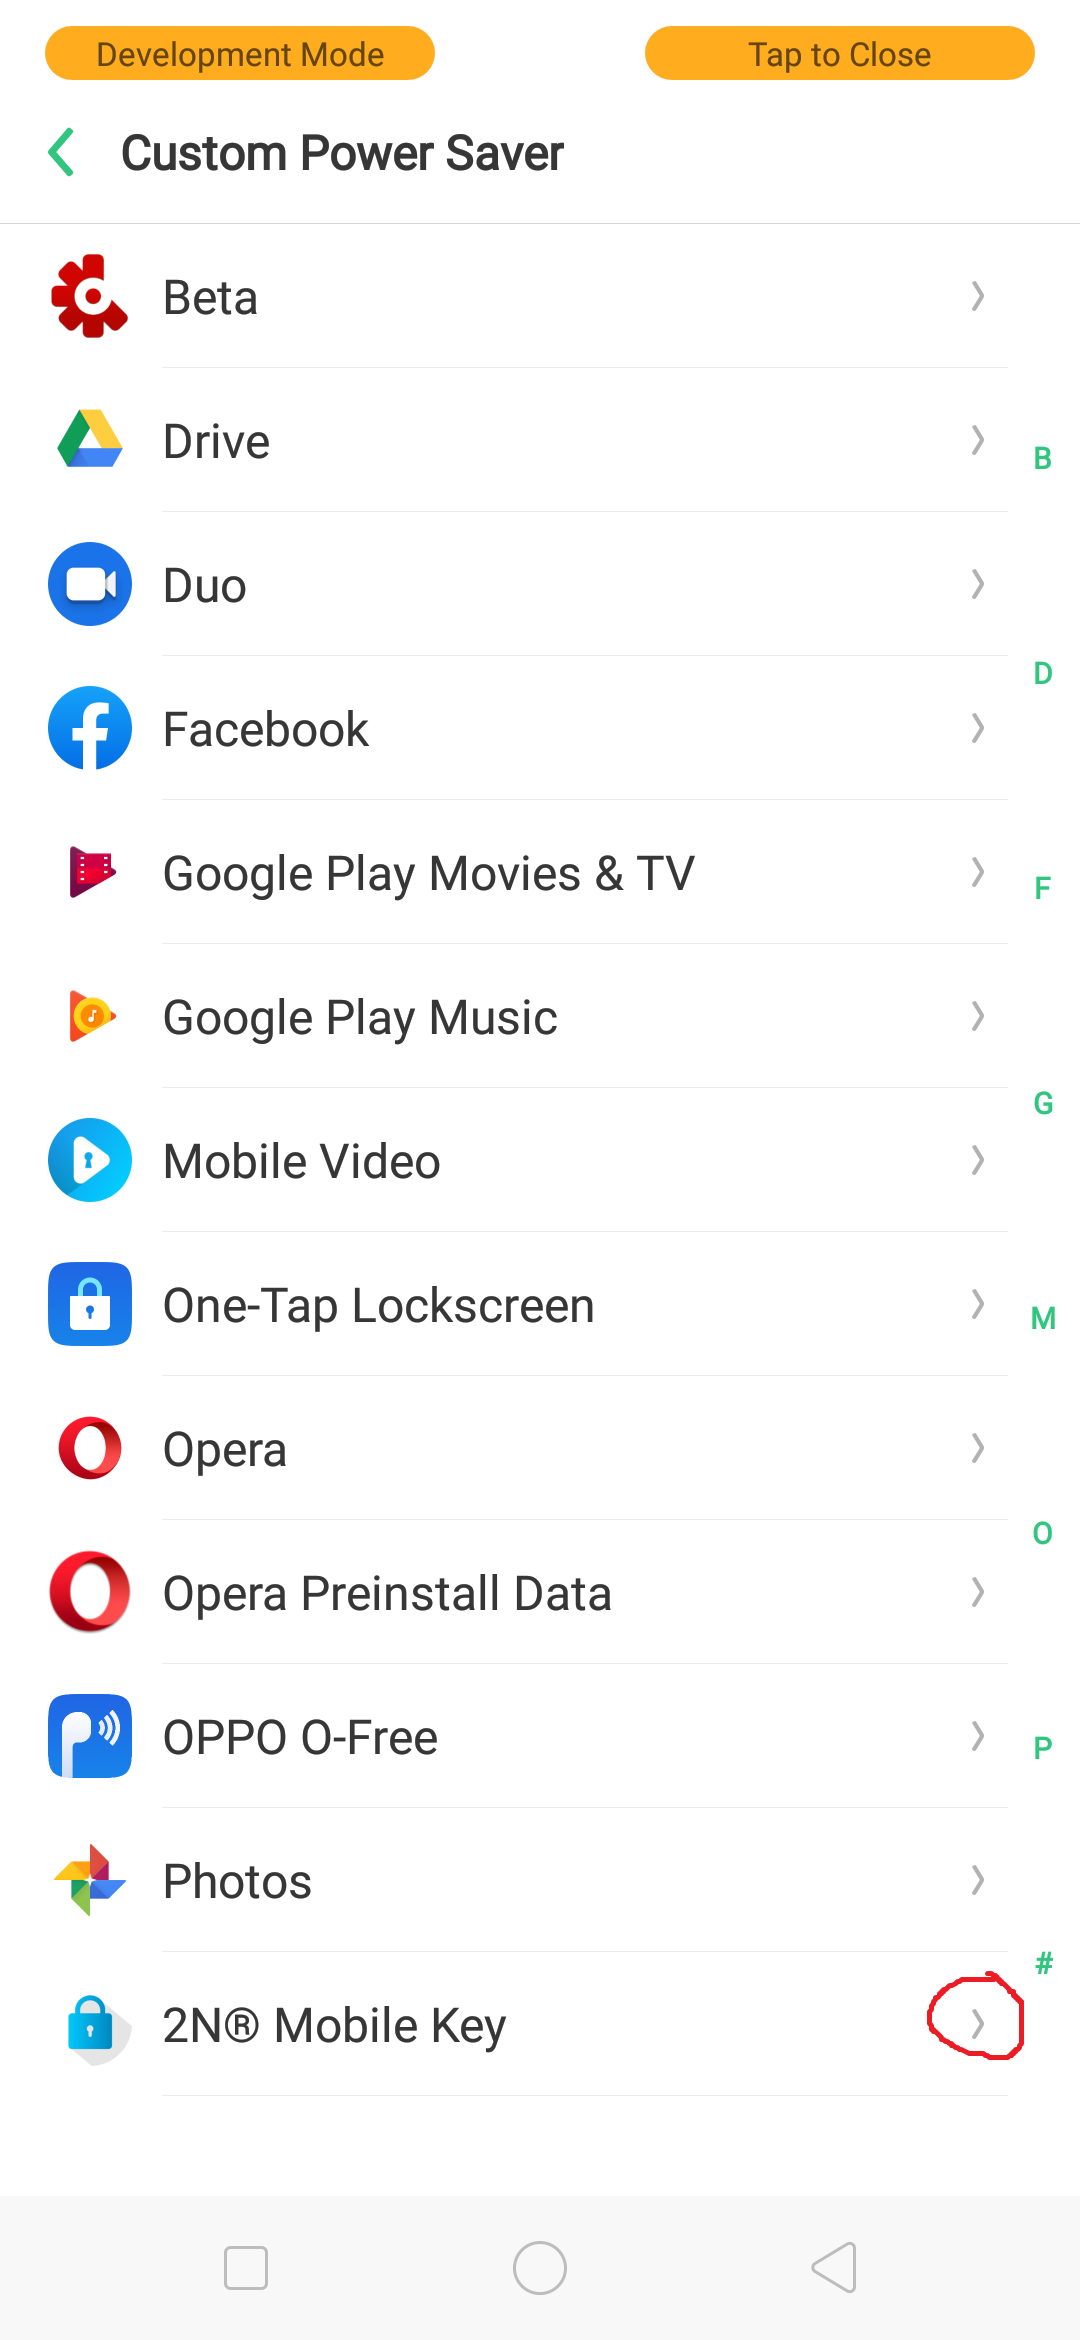 Development Mode Tap to Close
Custom Power Saver
Beta
Drive
B
Duo
D
Facebook
Google Play Movies & TV
F
Google Play Music
G
Mobile Video
One-Tap Lockscreen
M
Opera
O
Opera Preinstall Data
OPPO O-Free
P
Photos
#
2N® Mobile Key